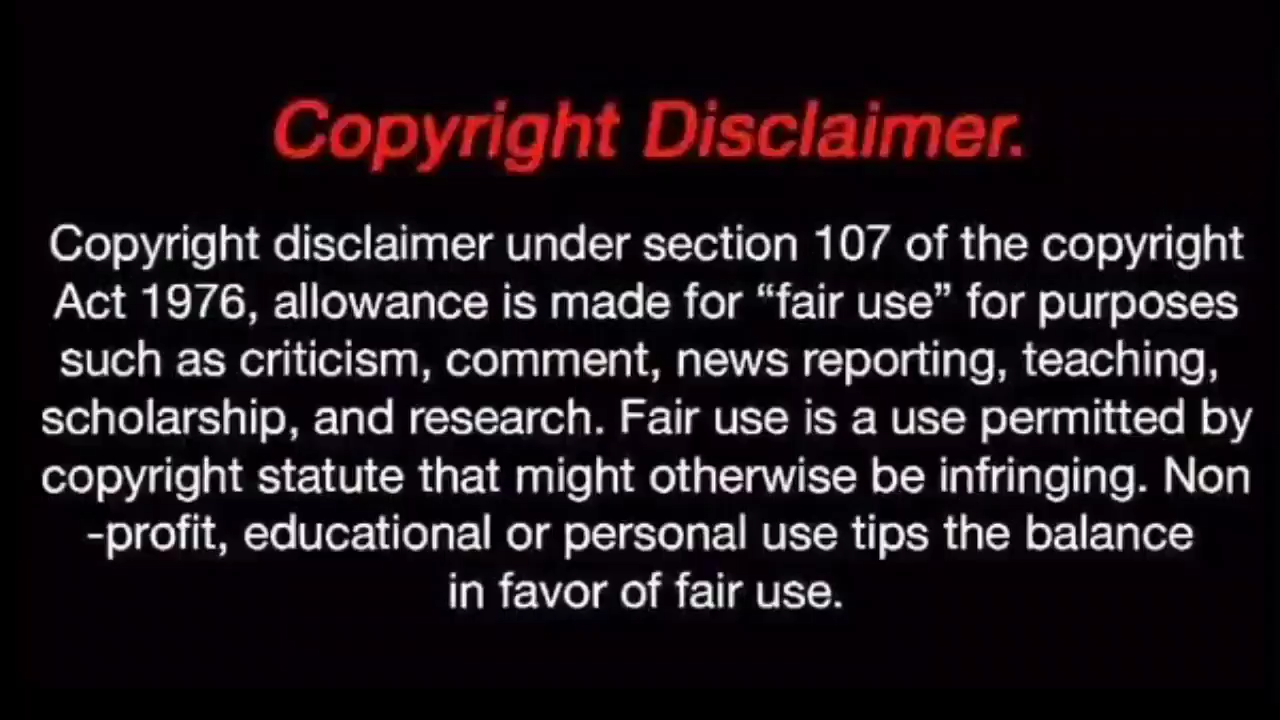 Copyright Disclaimer.
Copyright disclaimer under section 107 of the copyright
Act 1976, allowance is made for “fair use” for purposes
such as criticism, comment, news reporting, teaching,
scholarship, and research. Fair use is a use permitted by
copyright statute that might otherwise be infringing. Non
-profit, educational or personal use tips the balance
in favor of fair use.